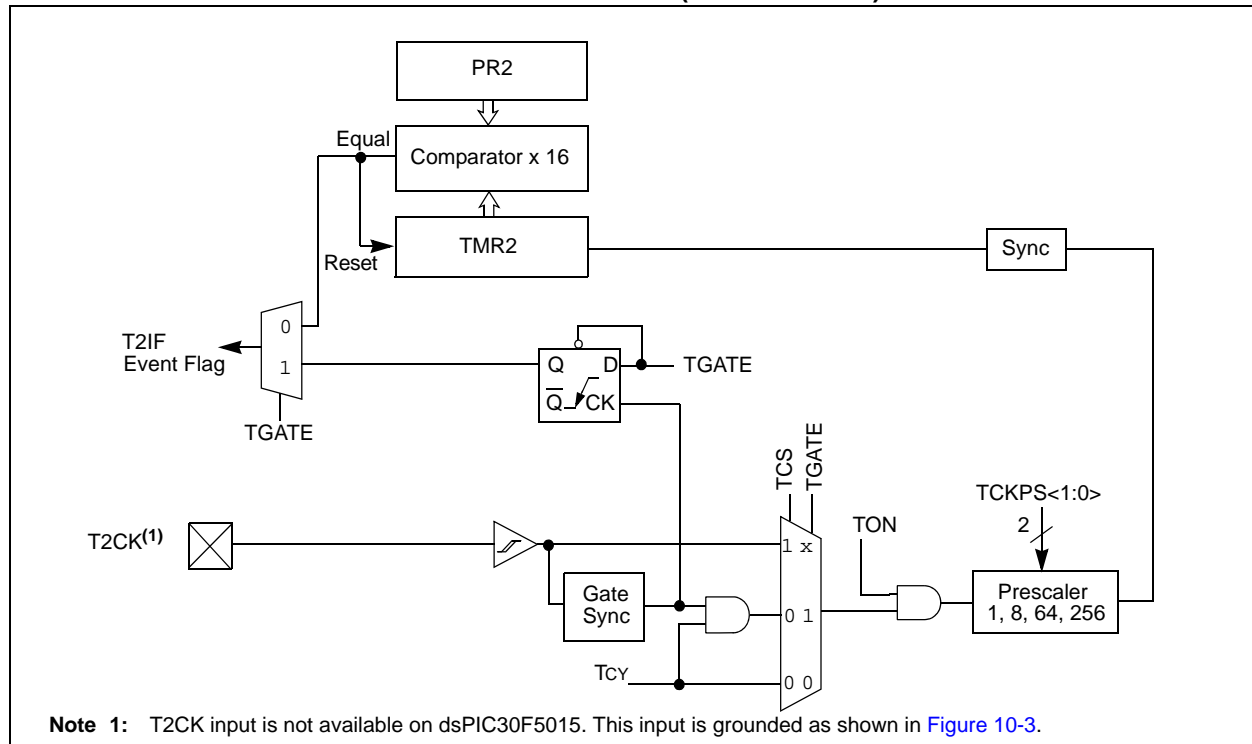 PR2
Equal
Comparator x 16
TMR2
Reset
Sync
0
1
T2IF
Event Flag
TGATE
Q D
Q CK
TGATE
TCS
TGATE
TCKPS<1:0>
2
TON
T2CK(1)
1 x
Gate
Sync
0 1
Prescaler
1, 8, 64, 256
TCY
0 0
Note 1: T2CK input is not available on dsPIC30F5015. This input is grounded as shown in Figure 10-3.